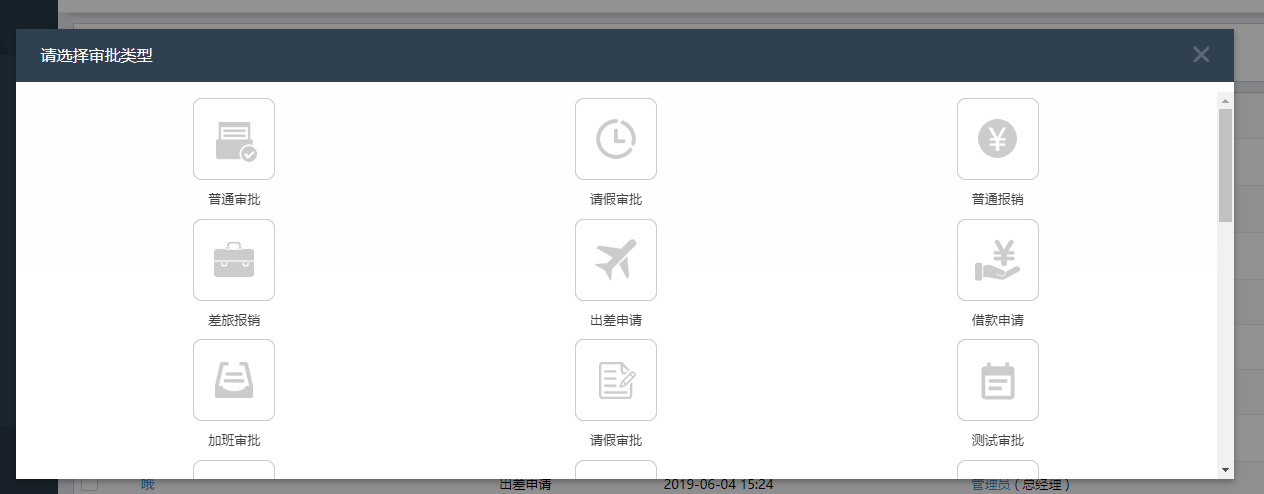 请选择审批类型
普通审批
请假审批
普通报销
差旅报销
出差申请
借款申请
加班审批
请假审批
测试审批
哦 出差申请 2019-06-04 15:24 管理员 ( 总经理 )